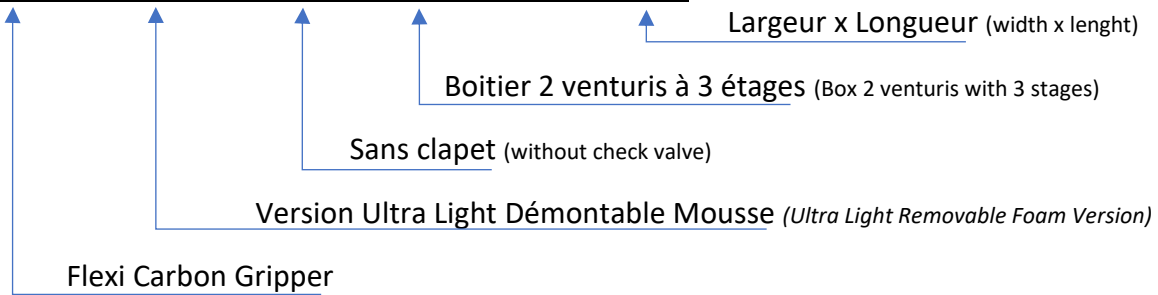 Largeur x Longueur (width x lenght)
Boitier 2 venturis à 3 étages (Box 2 venturis with 3 stages)
Sans clapet (without check valve)
Version Ultra Light Démontable Mousse (Ultra Light Removable Foam Version)
Flexi Carbon Gripper